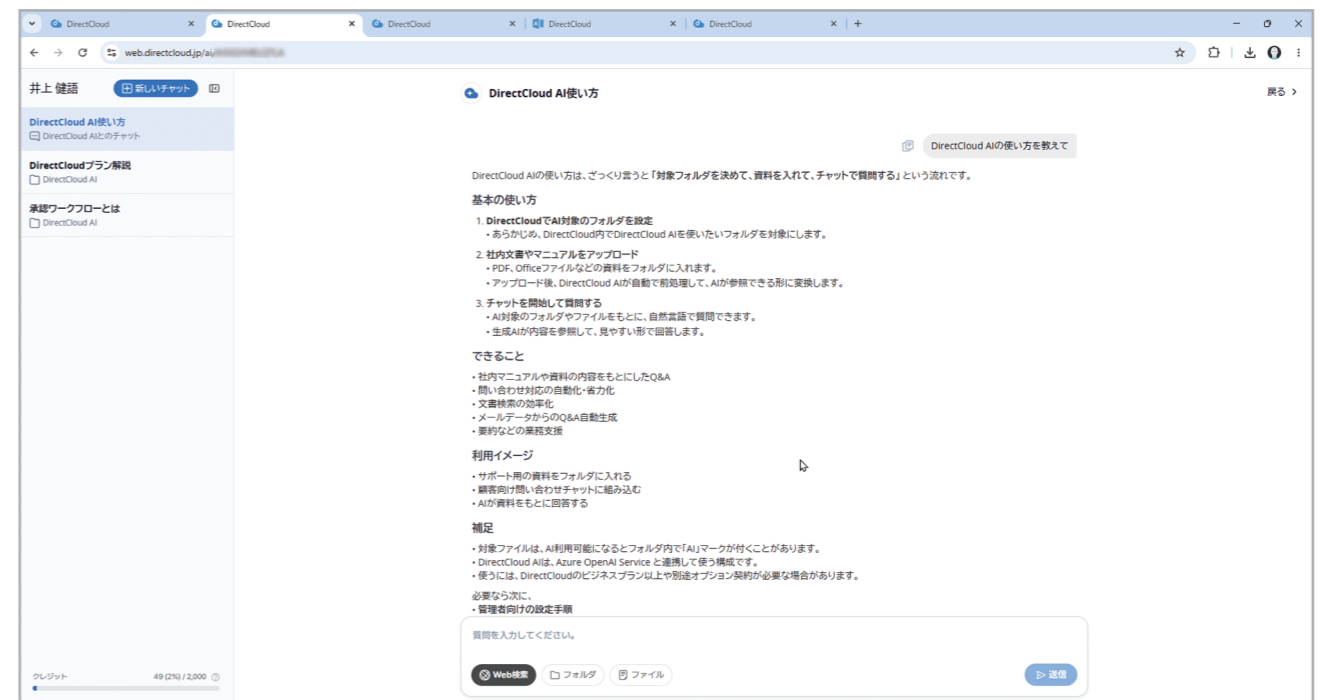 DirectCloud
DirectCloud
DirectCloud
DirectCloud
DirectCloud
web.directcloud.jp/ai/
井上 健語
新しいチャット
DirectCloud AI使い方
DirectCloud AIとのチャット
DirectCloudプラン解説
DirectCloud AI
承認ワークフローとは
DirectCloud AI
クレジット
49 (2%) / 2,000
DirectCloud AI使い方
戻る
DirectCloud AIの使い方を教えて
DirectCloud AIの使い方は、ざっくり言うと「対象フォルダを決めて、資料を入れて、チャットで質問する」という流れです。
基本の使い方
1. DirectCloudでAI対象のフォルダを設定
・あらかじめ、DirectCloud内でDirectCloud AIを使いたいフォルダを対象にします。
2. 社内文書やマニュアルをアップロード
・PDF、Officeファイルなどの資料をフォルダに入れます。
・アップロード後、DirectCloud AIが自動で前処理して、AIが参照できる形に変換します。
3. チャットを開始して質問する
・AI対象のフォルダやファイルをもとに、自然言語で質問できます。
・生成AIが内容を参照して、見やすい形で回答します。
できること
・社内マニュアルや資料の内容をもとにしたQ&A
・問い合わせ対応の自動化・省力化
・文書検索の効率化
・メールデータからのQ&A自動生成
・要約などの業務支援
利用イメージ
・サポート用の資料をフォルダに入れる
・顧客向け問い合わせチャットに組み込む
・AIが資料をもとに回答する
補足
・対象ファイルは、AI利用可能になるとフォルダ内で「AI」マークが付くことがあります。
・DirectCloud AIは、Azure OpenAI Service と連携して使う構成です。
・使うには、DirectCloudのビジネスプラン以上や別途オプション契約が必要な場合があります。
必要なら次に、
・管理者向けの設定手順
質問を入力してください。
Web検索
フォルダ
ファイル
送信